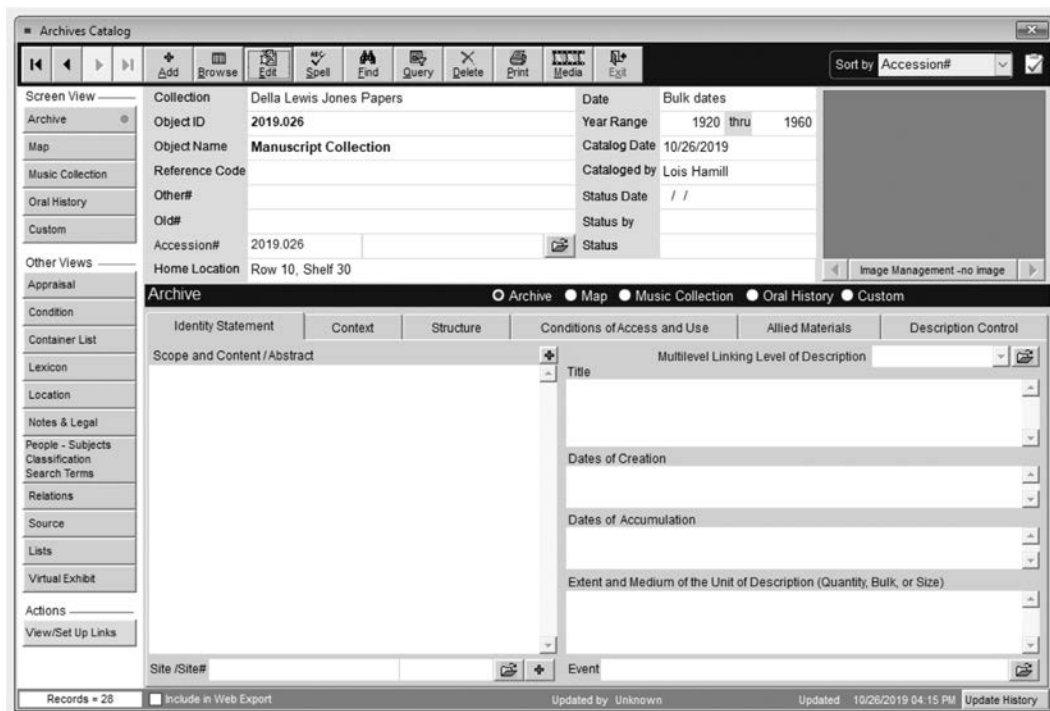 Archives Catalog
Add Browse Edit Spell Find Query Delete Print Media Exit
Sort by Accession#
Screen View
Archive
Map
Music Collection
Oral History
Custom
Other Views
Appraisal
Condition
Container List
Lexicon
Location
Notes & Legal
People - Subjects
Classification
Search Terms
Relations
Source
Lists
Virtual Exhibit
Actions
View/Set Up Links
Records = 28
Collection Della Lewis Jones Papers
Object ID 2019.026
Object Name Manuscript Collection
Reference Code
Other#
Old#
Accession# 2019.026
Home Location Row 10, Shelf 30
Date Bulk dates
Year Range 1920 thru 1960
Catalog Date 10/26/2019
Cataloged by Lois Hamill
Status Date / /
Status by
Status
Image Management -no image
Archive
Archive Map Music Collection Oral History Custom
Identity Statement Context Structure Conditions of Access and Use Allied Materials Description Control
Scope and Content / Abstract
Multilevel Linking Level of Description
Title
Dates of Creation
Dates of Accumulation
Extent and Medium of the Unit of Description (Quantity, Bulk, or Size)
Site /Site#
Event
Include in Web Export
Updated by Unknown
Updated 10/26/2019 04:15 PM
Update History